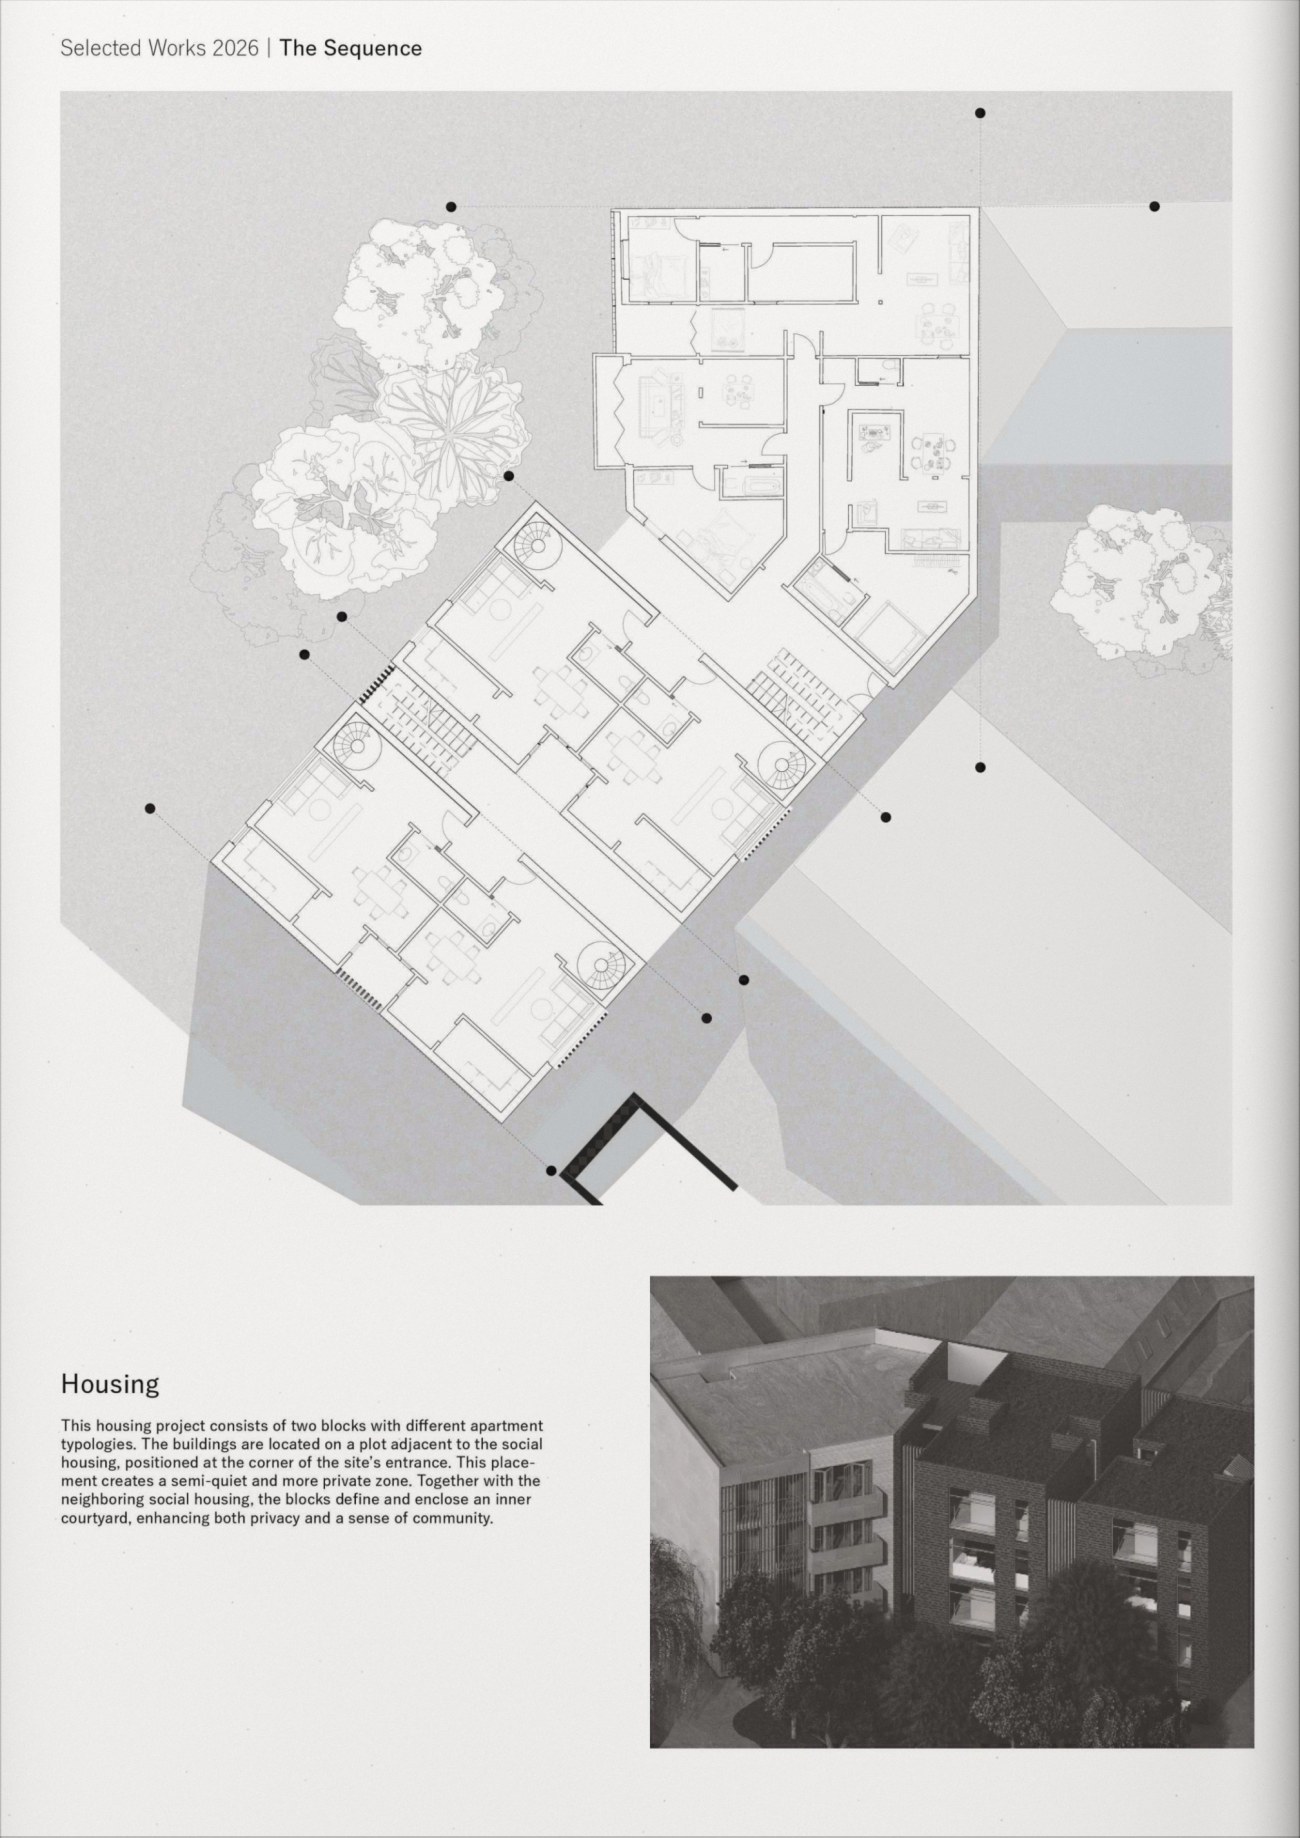 Selected Works 2026 | The Sequence
Housing
This housing project consists of two blocks with different apartment
typologies. The buildings are located on a plot adjacent to the social
housing, positioned at the corner of the site's entrance. This place-
ment creates a semi-quiet and more private zone. Together with the
neighboring social housing, the blocks define and enclose an inner
courtyard, enhancing both privacy and a sense of community.